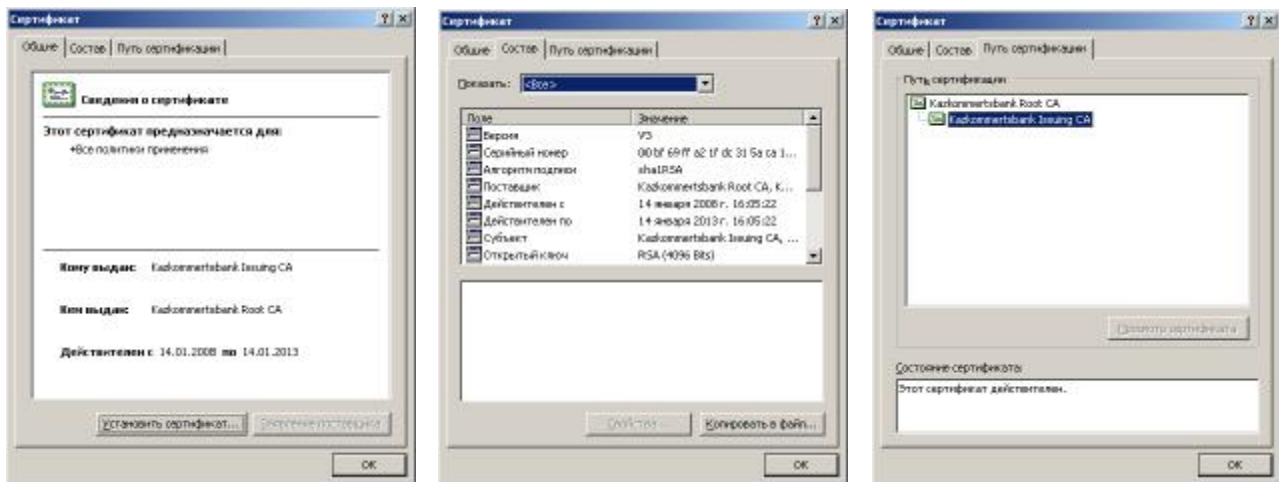 Сертификат
Общие Состав Путь сертификации
Сведения о сертификате
Этот сертификат предназначается для:
•Все политики применения
Кому выдан: Kazkommertsbank Issuing CA
Кем выдан: Kazkommertsbank Root CA
Действителен с 14.01.2008 по 14.01.2013
Установить сертификат... Заявление поставщика
OK
Сертификат
Общие Состав Путь сертификации
Показать: <Все>
Поле Значение
Версия V3
Серийный номер 00 bf 69 ff a2 1f dc 31 5a ca 1...
Алгоритм подписи sha1RSA
Поставщик Kazkommertsbank Root CA, K...
Действителен с 14 января 2008 г. 16:05:22
Действителен по 14 января 2013 г. 16:05:22
Субъект Kazkommertsbank Issuing CA, ...
Открытый ключ RSA (4096 Bits)
Свойства... Копировать в файл...
OK
Сертификат
Общие Состав Путь сертификации
Путь сертификации
Kazkommertsbank Root CA
Kazkommertsbank Issuing CA
Просмотр сертификата
Состояние сертификата:
Этот сертификат действителен.
OK